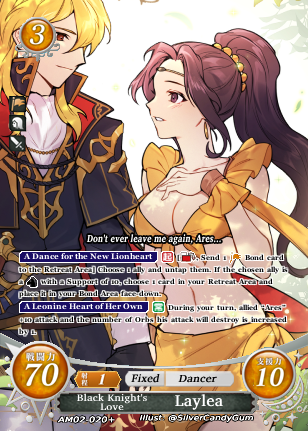 3
Don't ever leave me again, Ares...
A Dance for the New Lionheart [, Send 1 Bond card
to the Retreat Area] Choose 1 ally and untap them. If the chosen ally is
a with a Support of 10, choose 1 card in your Retreat Area and
place it in your Bond Area face-down.
A Leonine Heart of Her Own During your turn, allied "Ares"
+10 attack and the number of Orbs his attack will destroy is increased
by 1.
戦闘力
70
射程 1 Fixed Dancer
支援力
10
Black Knight's
Love
Laylea
AM02-020+ Illust. @SilverCandyGum